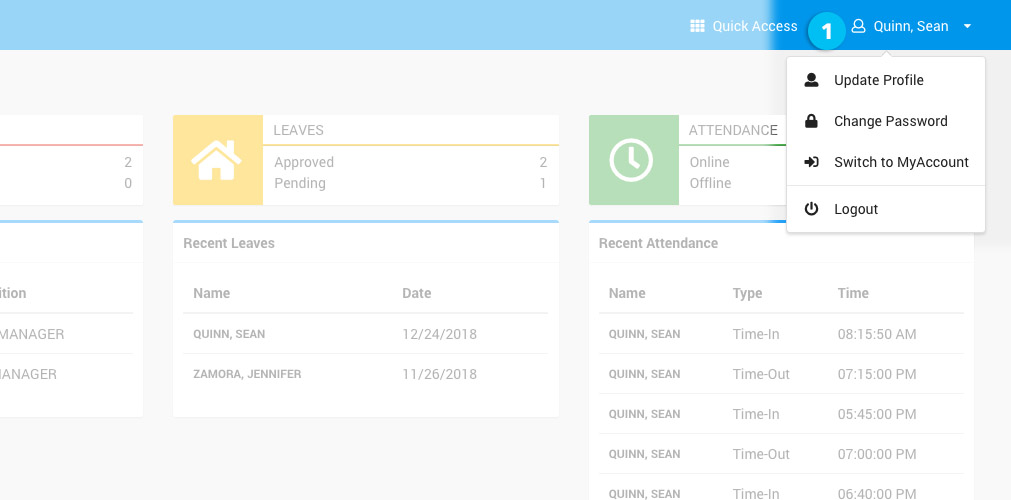 Quick Access
1
Quinn, Sean
Update Profile
Change Password
Switch to MyAccount
Logout
2
0
LEAVES
Approved 2
Pending 1
ATTENDANCE
Online
Offline
ition
MANAGER
ANAGER
Recent Leaves
Name Date
QUINN, SEAN 12/24/2018
ZAMORA, JENNIFER 11/26/2018
Recent Attendance
Name Type Time
QUINN, SEAN Time-In 08:15:50 AM
QUINN, SEAN Time-Out 07:15:00 PM
QUINN, SEAN Time-In 05:45:00 PM
QUINN, SEAN Time-Out 07:00:00 PM
QUINN, SEAN Time-In 06:40:00 PM